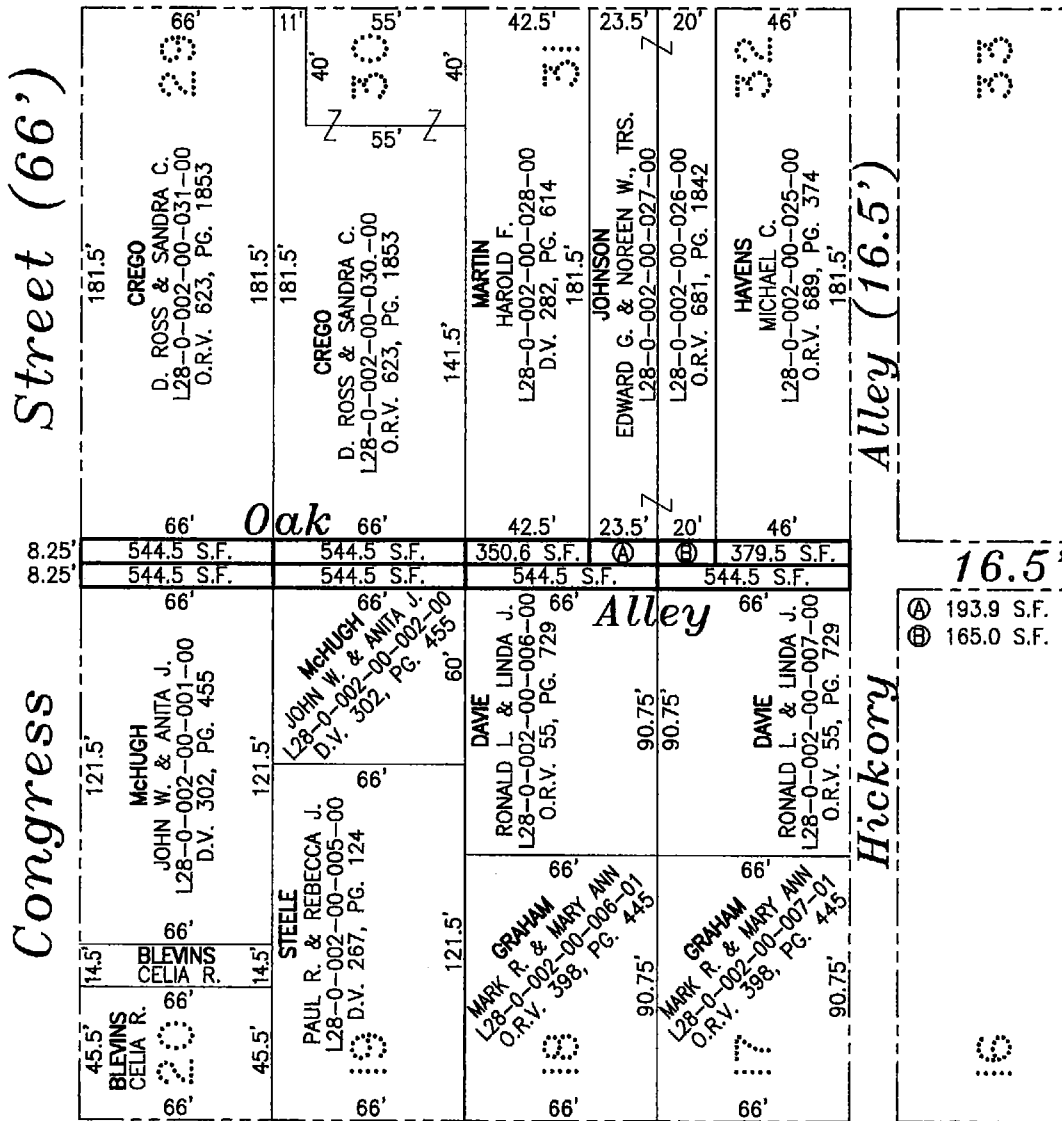 Street (66')
Congress
66'
29
181.5'
CREGO
D. ROSS & SANDRA C.
L28-0-002-00-031-00
O.R.V. 623, PG. 1853
181.5'
66'
11'
40'
55'
30
40'
55'
181.5'
CREGO
D. ROSS & SANDRA C.
L28-0-002-00-030.-00
O.R.V. 623, PG. 1853
141.5'
66'
42.5'
31
MARTIN
HAROLD F.
L28-0-002-00-028-00
D.V. 282, PG. 614
181.5'
42.5'
23.5'
JOHNSON
EDWARD G. & NOREEN W., TRS.
L28-0-002-00-027-00
23.5'
20'
L28-0-002-00-026-00
O.R.V. 681, PG. 1842
20'
46'
32
HAVENS
MICHAEL C.
L28-0-002-00-025-00
O.R.V. 689, PG. 374
181.5'
46'
Alley (16.5')
Hickory
33
Oak
8.25'
544.5 S.F.
544.5 S.F.
350.6 S.F.
A
B
379.5 S.F.
8.25'
544.5 S.F.
544.5 S.F.
544.5 S.F.
544.5 S.F.
Alley
16.5'
A 193.9 S.F.
B 165.0 S.F.
66'
121.5'
McHUGH
JOHN W. & ANITA J.
L28-0-002-00-001-00
D.V. 302, PG. 455
121.5'
66'
14.5'
BLEVINS
CELIA R.
14.5'
66'
45.5'
BLEVINS
CELIA R.
20
45.5'
66'
66'
McHUGH
JOHN W. & ANITA J.
L28-0-002-00-002-00
D.V. 302, PG. 455
60'
66'
STEELE
PAUL R. & REBECCA J.
L28-0-002-00-005-00
D.V. 267, PG. 124
19
121.5'
66'
66'
DAVIE
RONALD L. & LINDA J.
L28-0-002-00-006-00
O.R.V. 55, PG. 729
90.75'
66'
GRAHAM
MARK R. & MARY ANN
L28-0-002-00-006-01
O.R.V. 398, PG. 445
18
90.75'
66'
66'
90.75'
DAVIE
RONALD L. & LINDA J.
L28-0-002-00-007-00
O.R.V. 55, PG. 729
66'
GRAHAM
MARK R. & MARY ANN
L28-0-002-00-007-01
O.R.V. 398, PG. 445
17
90.75'
66'
16